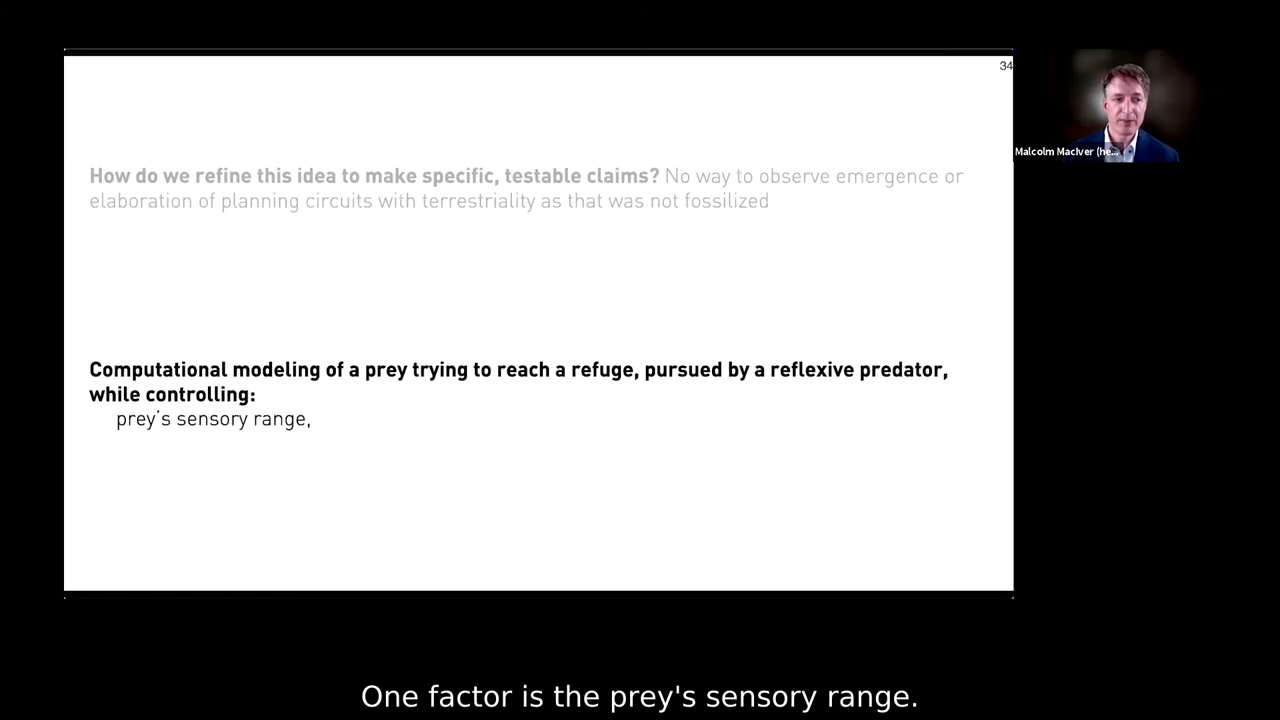 34
How do we refine this idea to make specific, testable claims? No way to observe emergence or
elaboration of planning circuits with terrestriality as that was not fossilized
Malcolm MacIver (he...
Computational modeling of a prey trying to reach a refuge, pursued by a reflexive predator,
while controlling:
prey's sensory range,
One factor is the prey's sensory range.